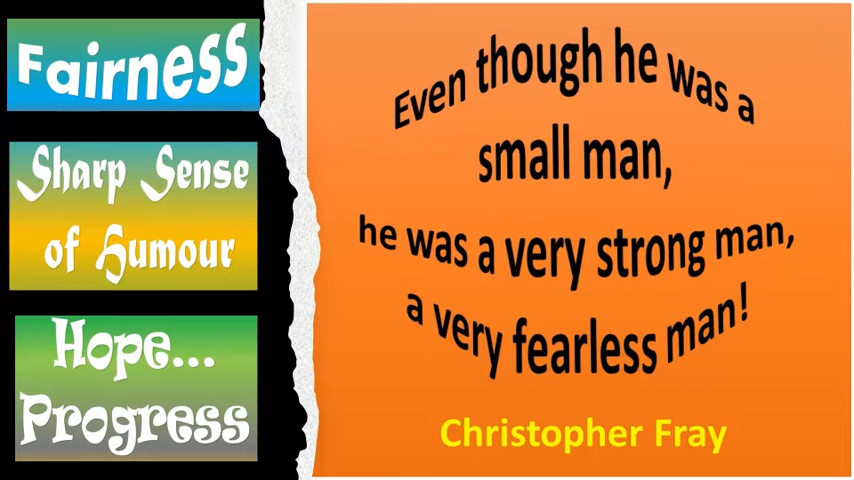 Fairness
Sharp Sense
of Humour
Hope...
Progress
Even though he was a
small man,
he was a very strong man,
a very fearless man!
Christopher Fray